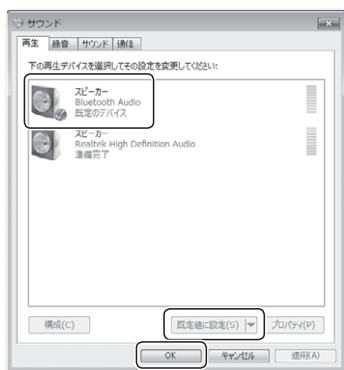 サウンド
再生 録音 サウンド 通信
下の再生デバイスを選択してその設定を変更してください:
スピーカー
Bluetooth Audio
既定のデバイス
スピーカー
Realtek High Definition Audio
準備完了
構成(C) 既定値に設定(S) プロパティ(P)
OK キャンセル 適用(A)